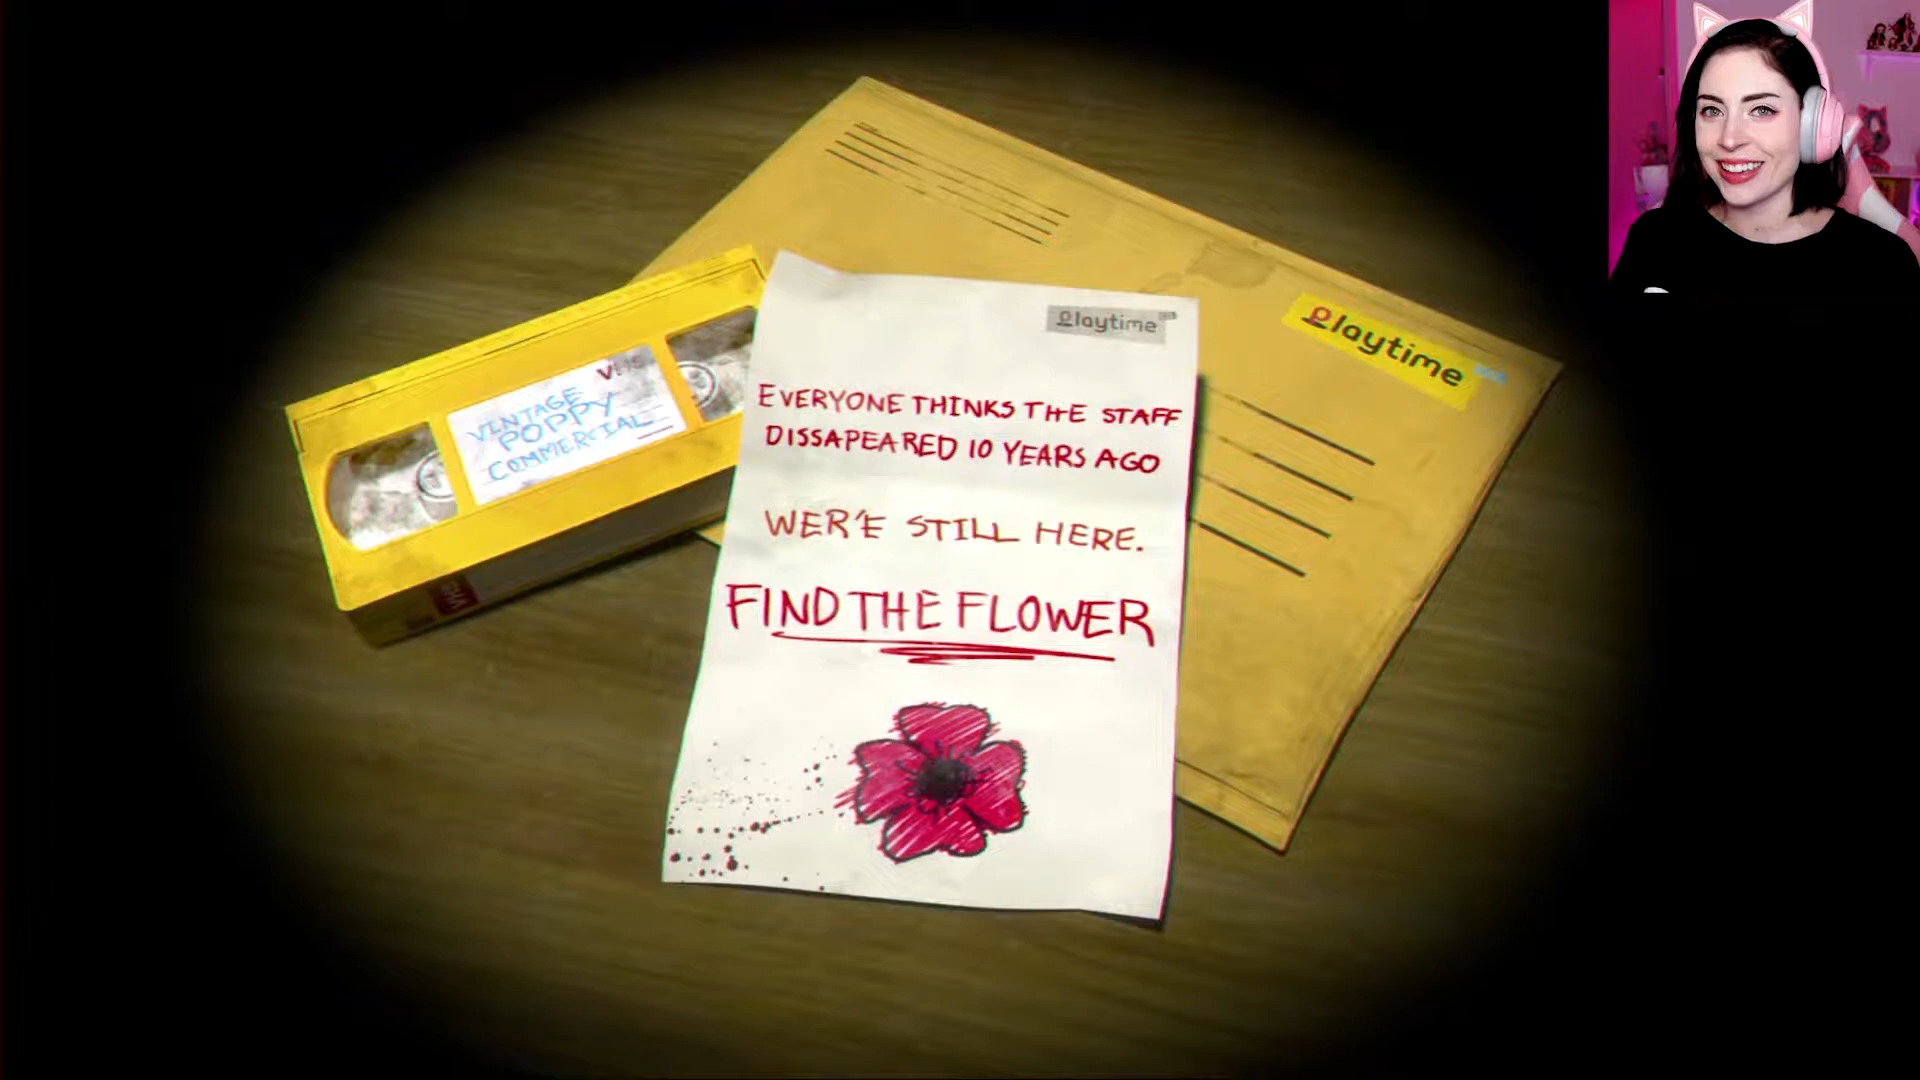 VINTAGE
POPPY
COMMERCIAL
VHS
Playtime
EVERYONE THINKS THE STAFF
DISSAPEARED 10 YEARS AGO
WER'E STILL HERE.
FIND THE FLOWER
Playtime